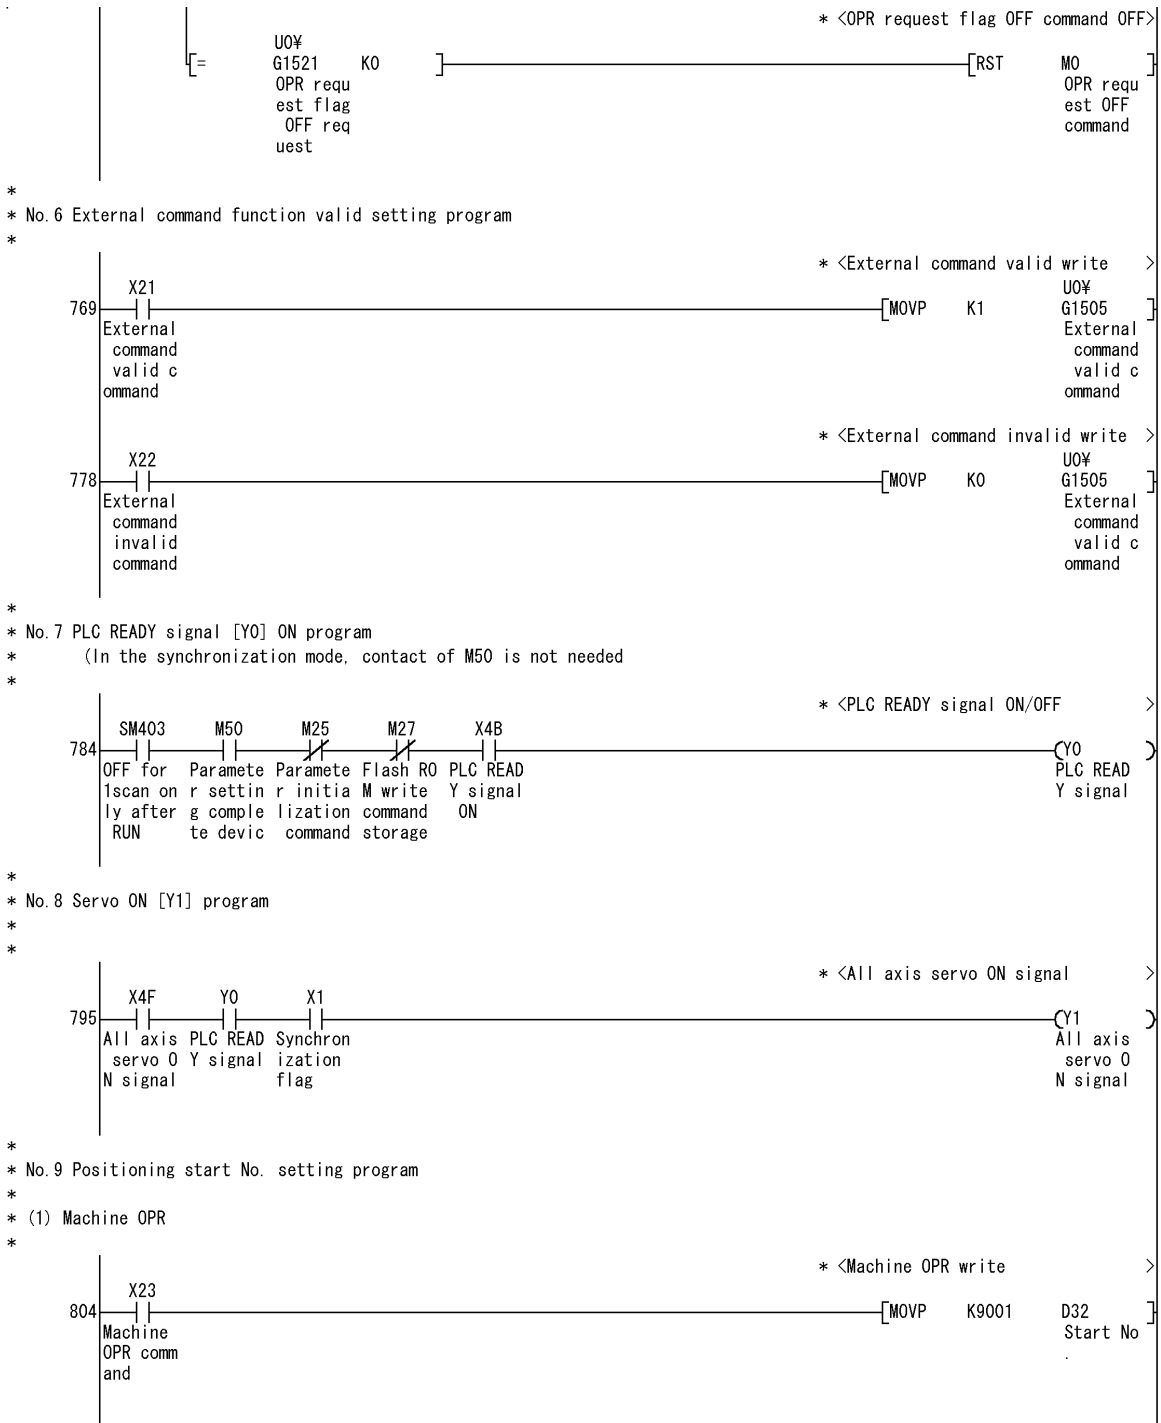 * <OPR request flag OFF command OFF>
U0¥
[= G1521 K0 ] [RST M0 ]
OPR requ OPR requ
est flag est OFF
OFF req command
uest
*
* No.6 External command function valid setting program
*
* <External command valid write >
X21 U0¥
769 [MOVP K1 G1505 ]
External External
command command
valid c valid c
ommand ommand
* <External command invalid write >
X22 U0¥
778 [MOVP K0 G1505 ]
External External
command command
invalid valid c
command ommand
*
* No.7 PLC READY signal [Y0] ON program
* (In the synchronization mode, contact of M50 is not needed
*
* <PLC READY signal ON/OFF >
SM403 M50 M25 M27 X4B
784 (Y0 )
OFF for Paramete Paramete Flash RO PLC READ PLC READ
1scan on r settin r initia M write Y signal Y signal
ly after g comple lization command ON
RUN te devic command storage
*
* No.8 Servo ON [Y1] program
*
*
* <All axis servo ON signal >
X4F Y0 X1
795 (Y1 )
All axis PLC READ Synchron All axis
servo O Y signal ization servo O
N signal flag N signal
*
* No.9 Positioning start No. setting program
*
* (1) Machine OPR
*
* <Machine OPR write >
X23
804 [MOVP K9001 D32 ]
Machine Start No
OPR comm .
and